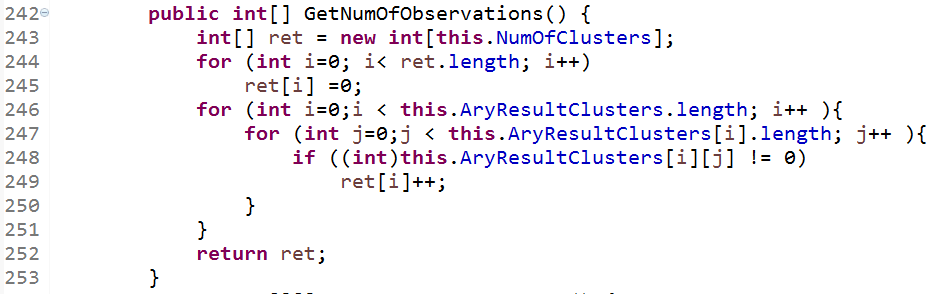 242 public int[] GetNumOfObservations() {
243 int[] ret = new int[this.NumOfClusters];
244 for (int i=0; i< ret.length; i++)
245 ret[i] =0;
246 for (int i=0;i < this.AryResultClusters.length; i++ ){
247 for (int j=0;j < this.AryResultClusters[i].length; j++ ){
248 if ((int)this.AryResultClusters[i][j] != 0)
249 ret[i]++;
250 }
251 }
252 return ret;
253 }